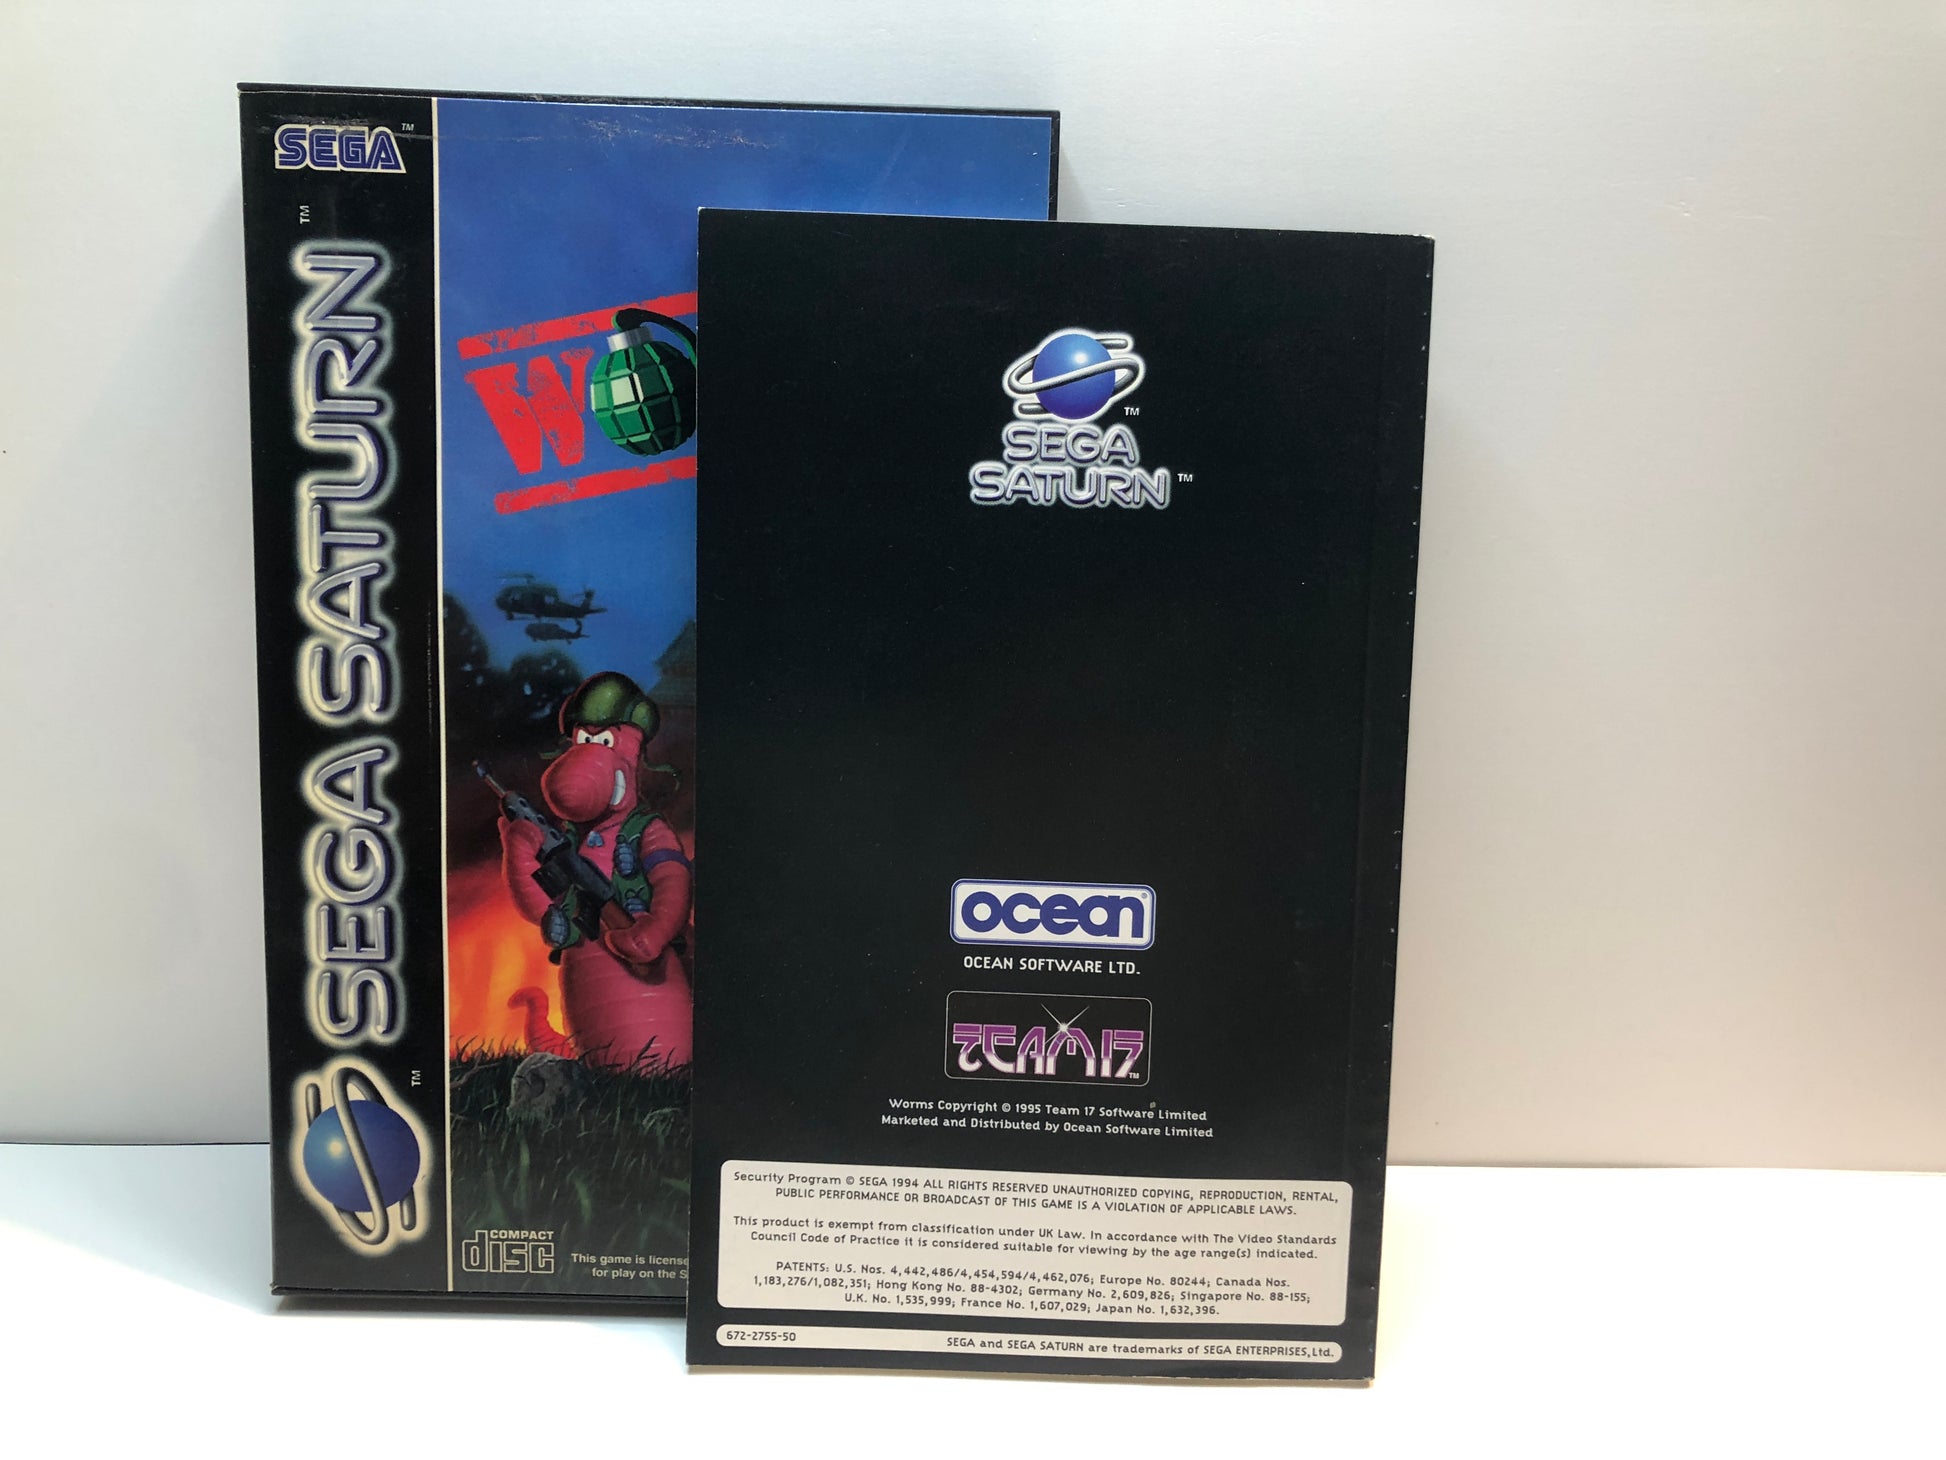 SEGA™
SEGA SATURN™
™
WO
COMPACT
disc
This game is license
for play on the S
™
SEGA
SATURN™
ocean®
OCEAN SOFTWARE LTD.
TEAM17™
Worms Copyright © 1995 Team 17 Software Limited
Marketed and Distributed by Ocean Software Limited
Security Program © SEGA 1994 ALL RIGHTS RESERVED UNAUTHORIZED COPYING, REPRODUCTION, RENTAL,
PUBLIC PERFORMANCE OR BROADCAST OF THIS GAME IS A VIOLATION OF APPLICABLE LAWS.
This product is exempt from classification under UK Law. In accordance with The Video Standards
Council Code of Practice it is considered suitable for viewing by the age range(s) indicated.
PATENTS: U.S. Nos. 4,442,486/4,454,594/4,462,076; Europe No. 80244; Canada Nos.
1,183,276/1,082,351; Hong Kong No. 88-4302; Germany No. 2,609,826; Singapore No. 88-155;
U.K. No. 1,535,999; France No. 1,607,029; Japan No. 1,632,396.
672-2755-50
SEGA and SEGA SATURN are trademarks of SEGA ENTERPRISES,Ltd.